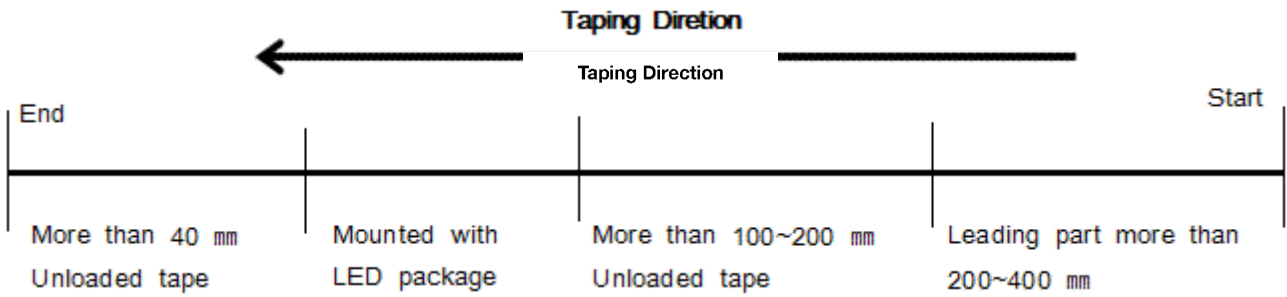 Taping Diretion
Taping Direction
End
Start
More than 40 mm
Unloaded tape
Mounted with
LED package
More than 100~200 mm
Unloaded tape
Leading part more than
200~400 mm